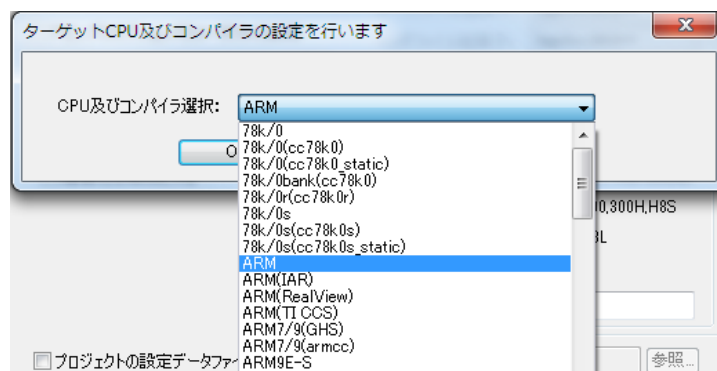 ターゲットCPU及びコンパイラの設定を行います
CPU及びコンパイラ選択: ARM
78k/0
78k/0(cc78k0)
78k/0(cc78k0_static)
78k/0bank(cc78k0)
78k/0r(cc78k0r)
78k/0s
78k/0s(cc78k0s)
78k/0s(cc78k0s_static)
ARM
ARM(IAR)
ARM(RealView)
ARM(TI CCS)
ARM7/9(GHS)
ARM7/9(armcc)
ARM9E-S
O
0,300H,H8S
3L
プロジェクトの設定データファイ
参照...